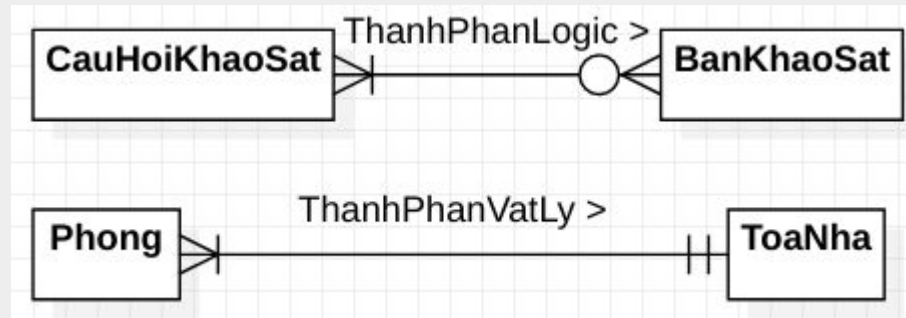 ThanhPhanLogic >
CauHoiKhaoSat
BanKhaoSat
ThanhPhanVatLy >
Phong
ToaNha